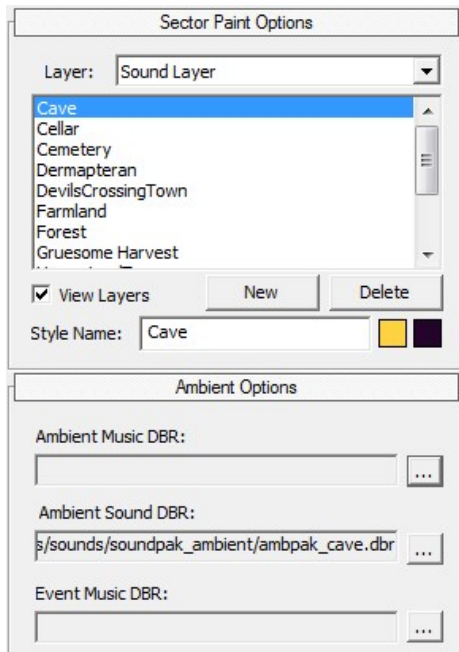 Sector Paint Options
Layer: Sound Layer
Cave
Cellar
Cemetery
Dermapteran
DevilsCrossingTown
Farmland
Forest
Gruesome Harvest
View Layers New Delete
Style Name: Cave
Ambient Options
Ambient Music DBR:
...
Ambient Sound DBR:
s/sounds/soundpak_ambient/ambpak_cave.dbr ...
Event Music DBR:
...